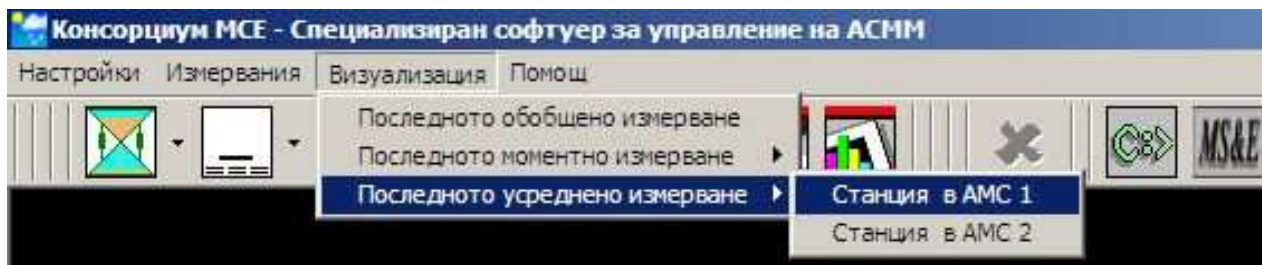 Консорциум МСЕ - Специализиран софтуер за управление на АСММ
Настройки Измервания Визуализация Помощ
Последното обобщено измерване
Последното моментно измерване
Последното усреднено измерване
Станция в АМС 1
Станция в АМС 2
C:8>
MS&E